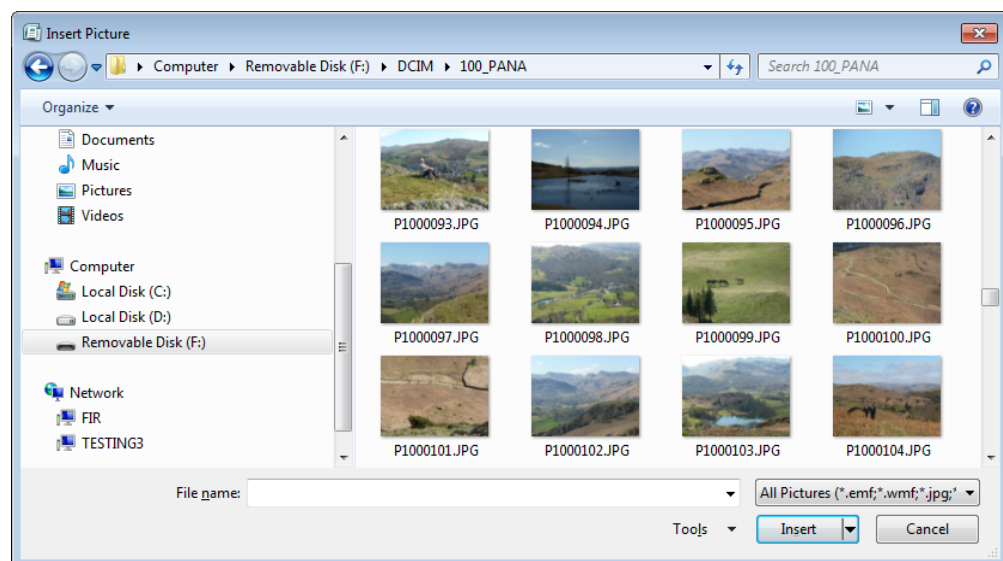 Insert Picture
Computer Removable Disk (F:) DCIM 100_PANA
Search 100_PANA
Organize
Documents
Music
Pictures
Videos
Computer
Local Disk (C:)
Local Disk (D:)
Removable Disk (F:)
Network
FIR
TESTING3
P1000093.JPG P1000094.JPG P1000095.JPG P1000096.JPG
P1000097.JPG P1000098.JPG P1000099.JPG P1000100.JPG
P1000101.JPG P1000102.JPG P1000103.JPG P1000104.JPG
File name:
All Pictures (*.emf;*.wmf;*.jpg;*
Tools Insert Cancel